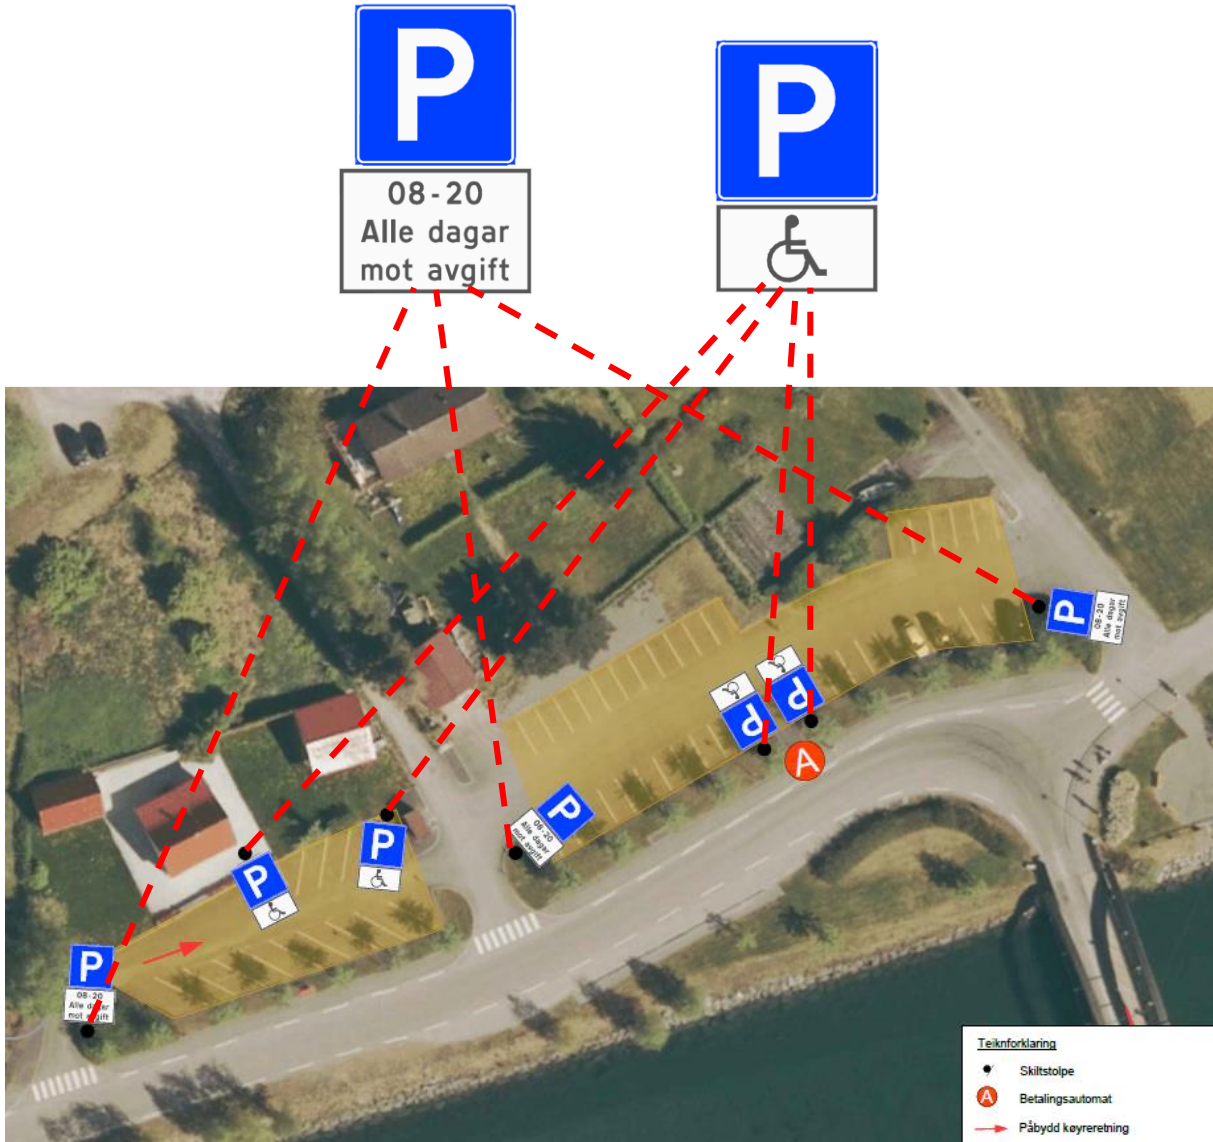 P
08-20
Alle dagar
mot avgift
P
P
08-20
Alle dagar
mot avgift
P
P
A
P
08-20
Alle dagar
mot avgift
P
P
P
08-20
Alle dagar
mot avgift
Teiknforklaring
Skiltstolpe
A Betalingsautomat
Påbydd køyreretning